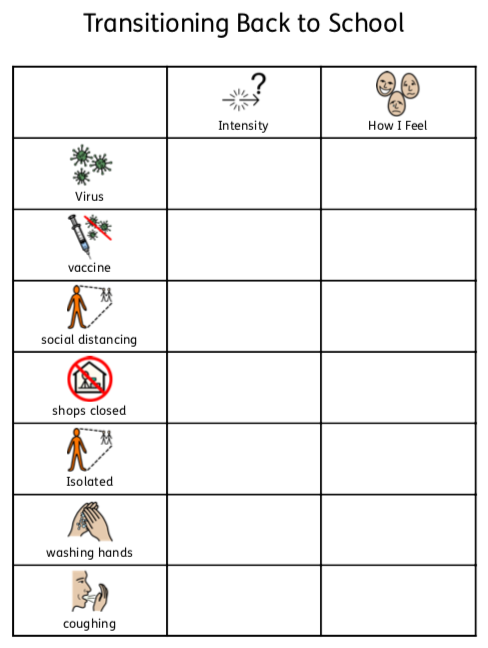 Transitioning Back to School
?
Intensity
How I Feel
Virus
vaccine
social distancing
shops closed
Isolated
washing hands
coughing